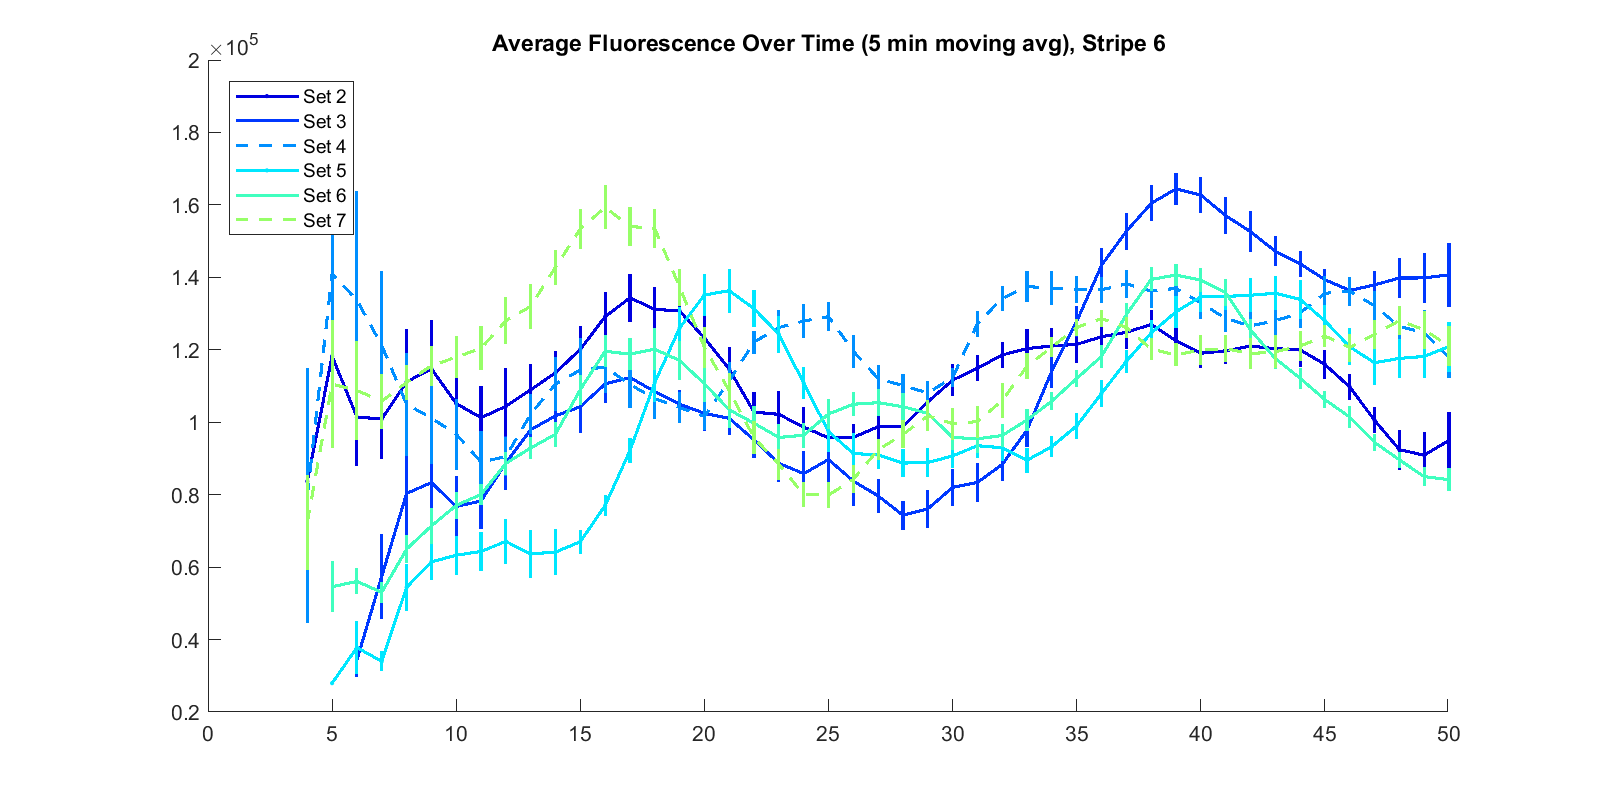 Average Fluorescence Over Time (5 min moving avg), Stripe 6
×10⁵
2
1.8
1.6
1.4
1.2
1
0.8
0.6
0.4
0.2
Set 2
Set 3
Set 4
Set 5
Set 6
Set 7
0 5 10 15 20 25 30 35 40 45 50